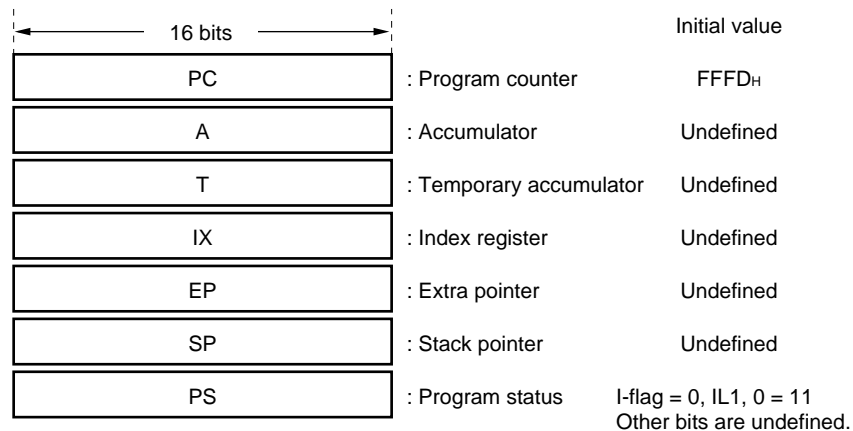 16 bits Initial value
PC : Program counter FFFDH
A : Accumulator Undefined
T : Temporary accumulator Undefined
IX : Index register Undefined
EP : Extra pointer Undefined
SP : Stack pointer Undefined
PS : Program status I-flag = 0, IL1, 0 = 11
Other bits are undefined.